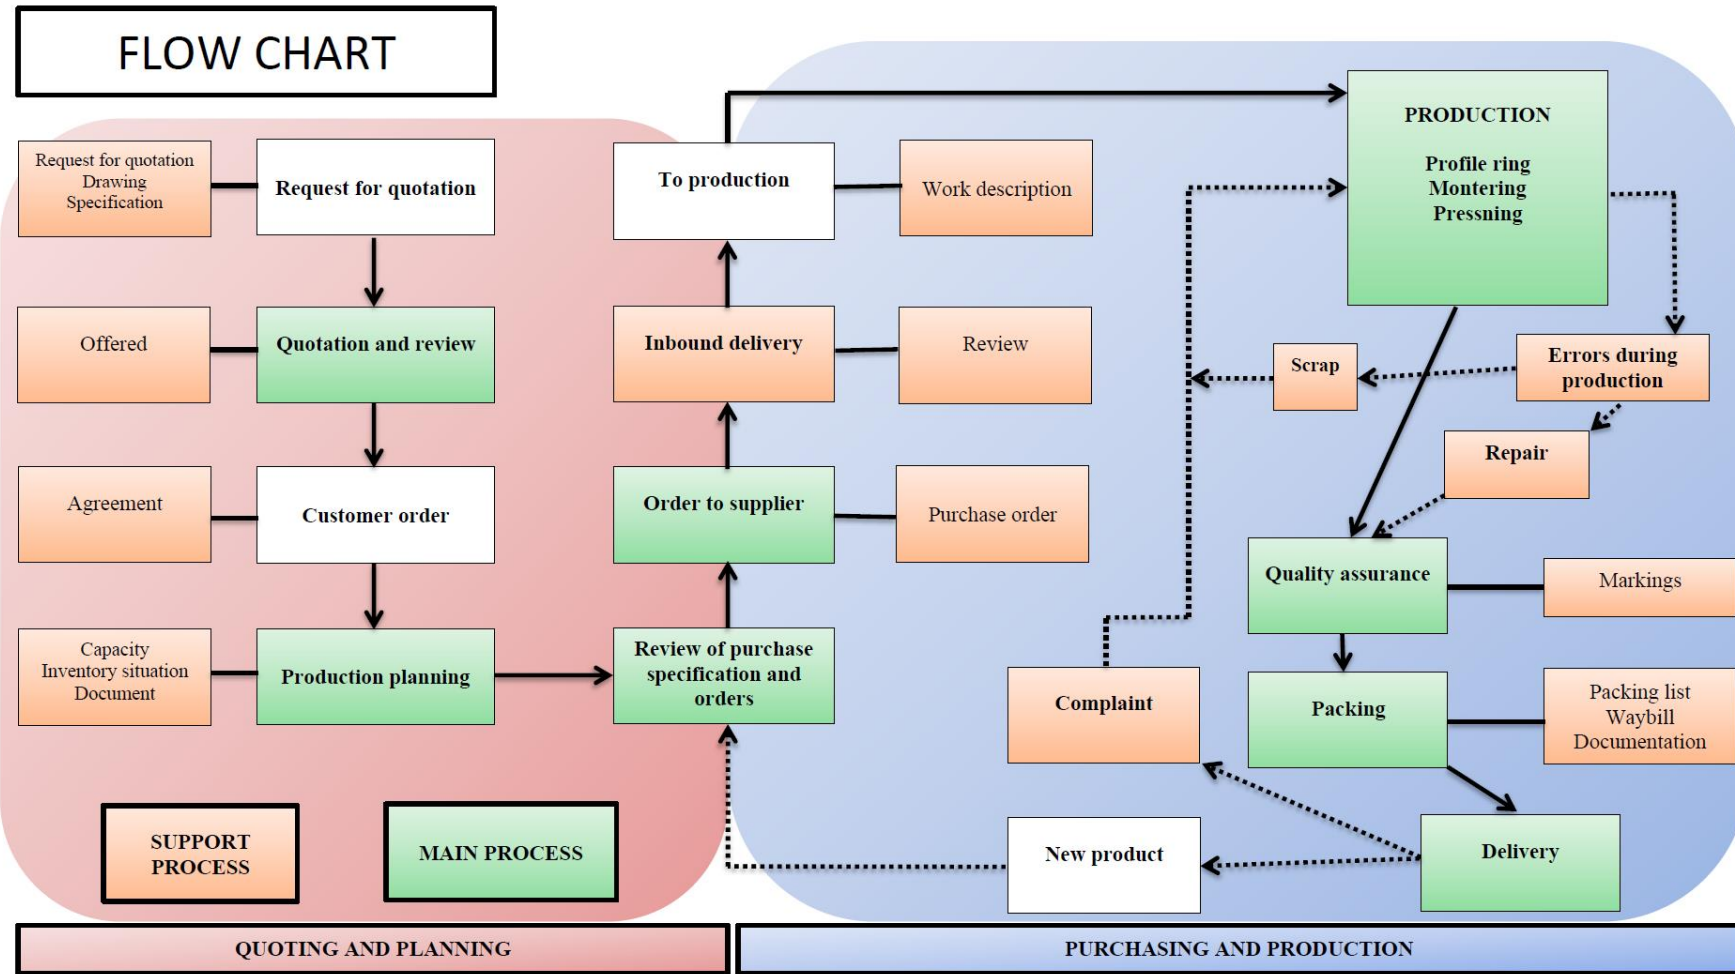 FLOW CHART
Request for quotation
Drawing
Specification
Request for quotation
To production
Work description
PRODUCTION
Profile ring
Montering
Pressning
Offered
Quotation and review
Inbound delivery
Review
Scrap
Errors during
production
Repair
Agreement
Customer order
Order to supplier
Purchase order
Quality assurance
Markings
Capacity
Inventory situation
Document
Production planning
Review of purchase
specification and
orders
Complaint
Packing
Packing list
Waybill
Documentation
SUPPORT
PROCESS
MAIN PROCESS
New product
Delivery
QUOTING AND PLANNING
PURCHASING AND PRODUCTION